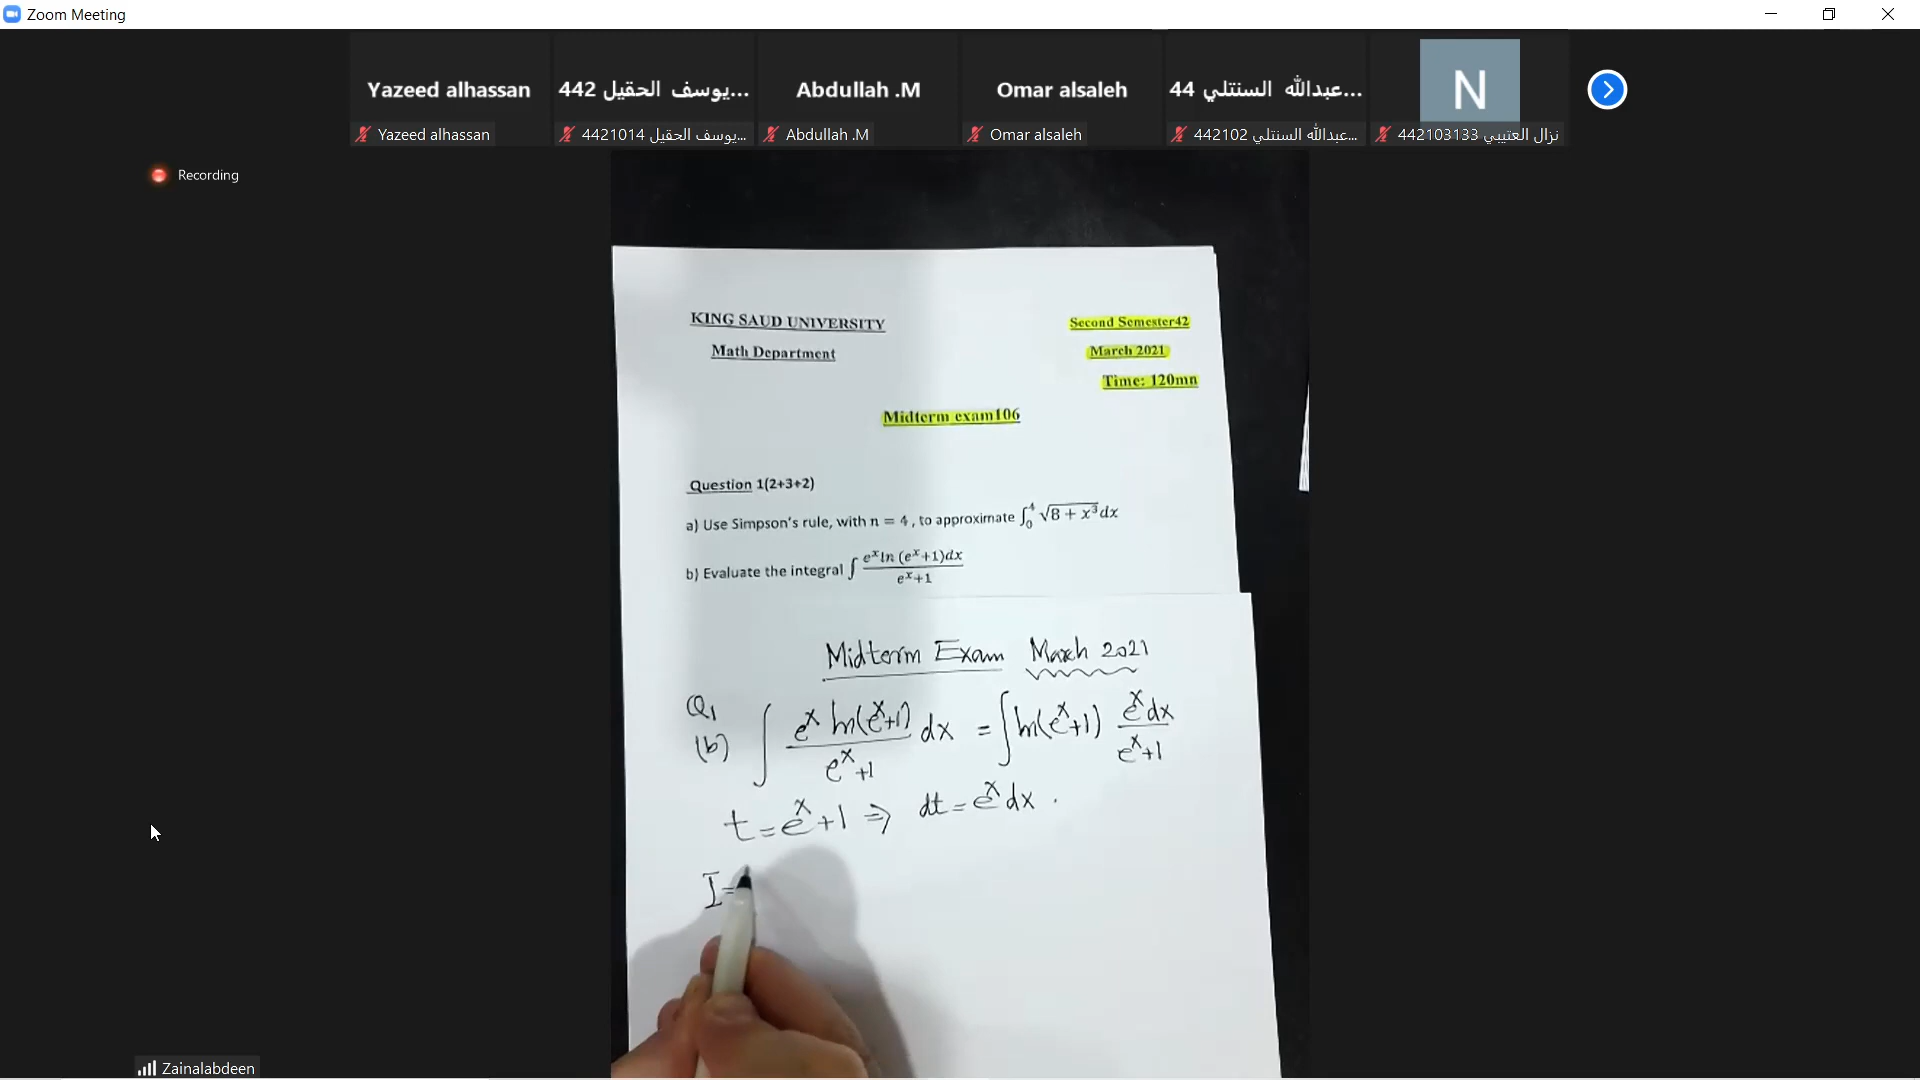 Zoom Meeting
Yazeed alhassan
442 يوسف الحقيل...
Abdullah .M
Omar alsaleh
44 عبدالله السنتلي...
N
Yazeed alhassan
4421014 يوسف الحقيل...
Abdullah .M
Omar alsaleh
442102 عبدالله السنتلي...
442103133 نزال العتيبي
Recording
KING SAUD UNIVERSITY
Second Semester42
Math Department
March 2021
Time: 120mn
Midterm exam106
Question 1(2+3+2)
a) Use Simpson's rule, with n = 4 , to approximate ∫₀⁴ √8 + x³ dx
b) Evaluate the integral ∫ eˣ ln (eˣ+1)dx / eˣ+1
Midterm Exam March 2021
Q1
(b) ∫ eˣ ln(eˣ+1) / eˣ+1 dx = ∫ ln(eˣ+1) eˣ dx / eˣ+1
t = eˣ+1 ⇒ dt = eˣ dx .
I =
Zainalabdeen